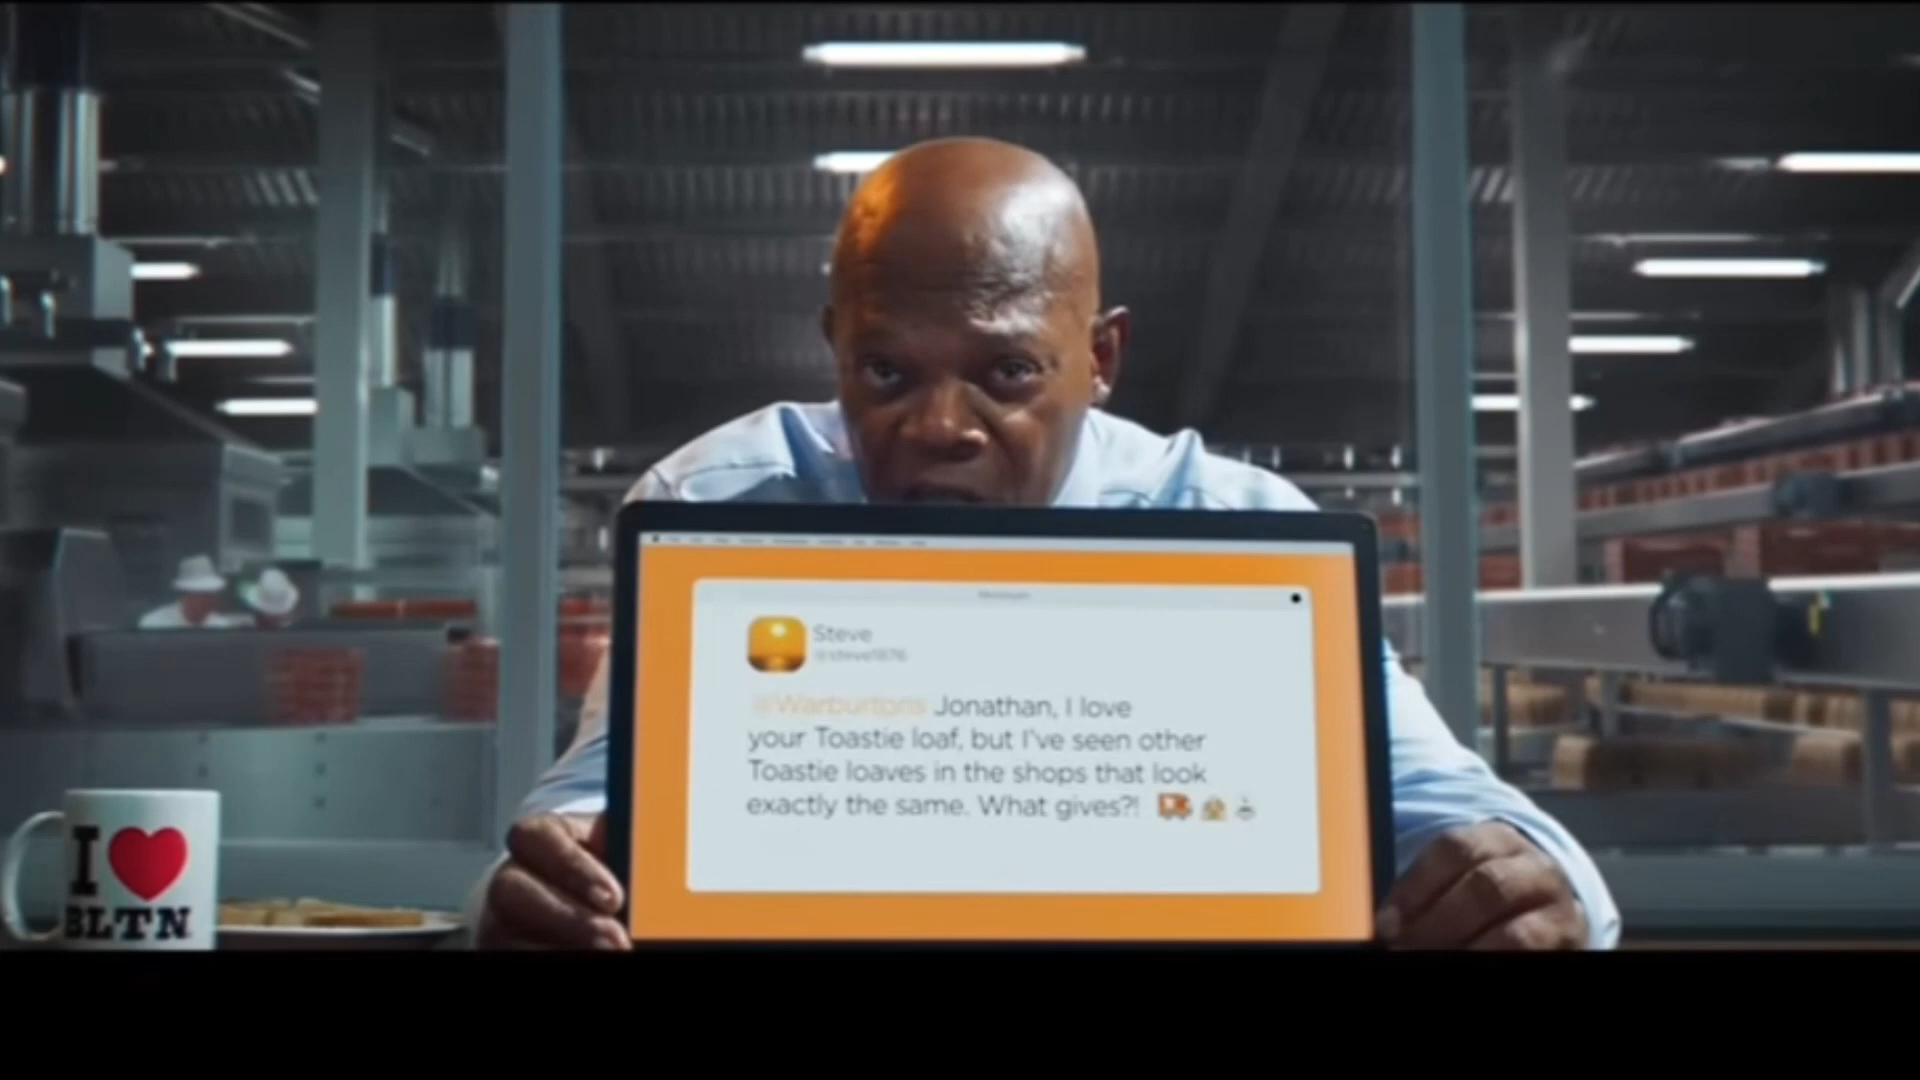 Steve
@steve1876
@Warburtons Jonathan, I love
your Toastie loaf, but I've seen other
Toastie loaves in the shops that look
exactly the same. What gives?!
I ❤
BLTN